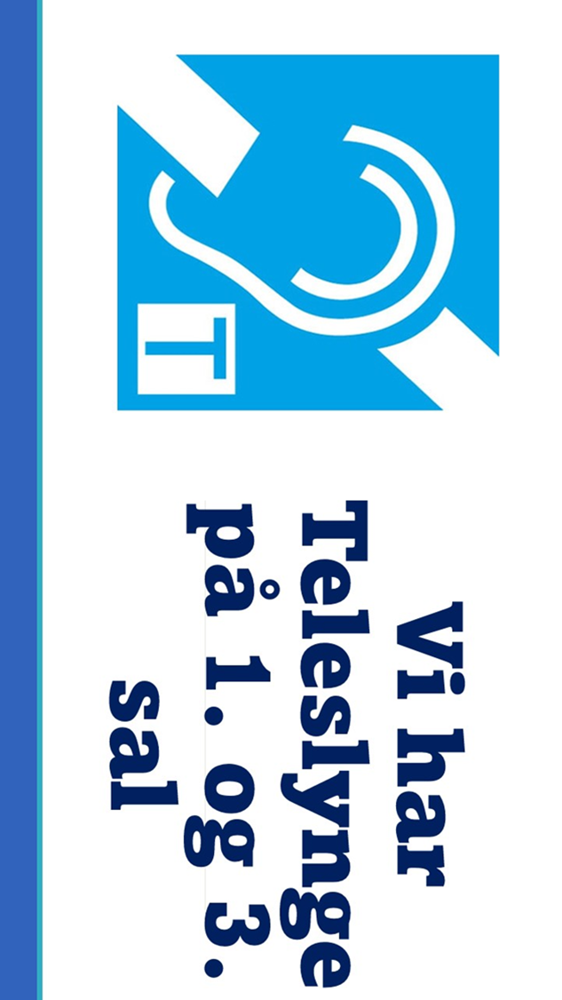 T
Vi har
Teleslynge
på 1. og 3.
sal